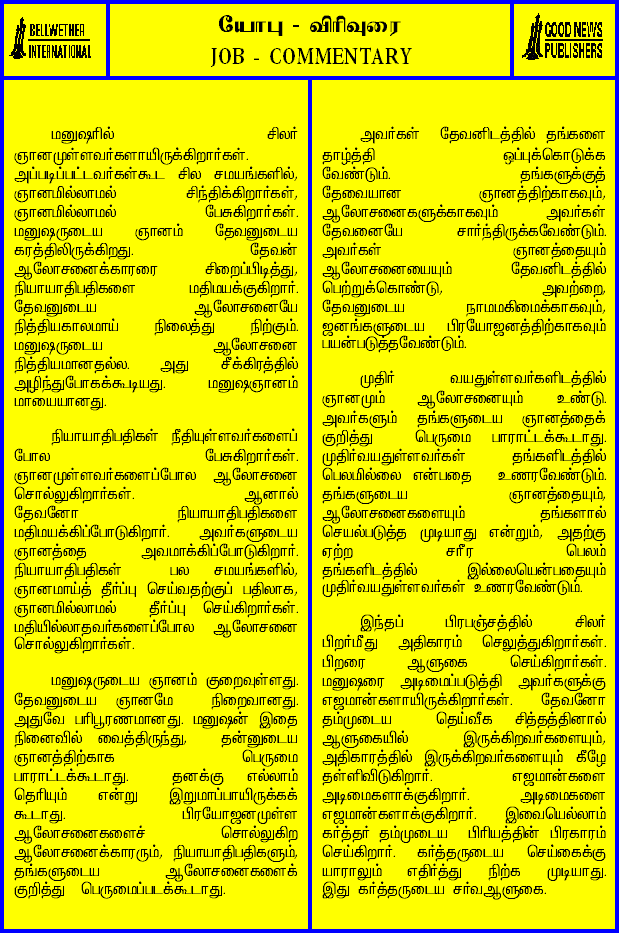 BELLWETHER
INTERNATIONAL
யோபு - விரிவுரை
JOB - COMMENTARY
GOOD NEWS
PUBLISHERS
மனுஷரில் சிலர்
ஞானமுள்ளவர்களாயிருக்கிறார்கள்.
அப்படிப்பட்டவர்கள்கூட சில சமயங்களில்,
ஞானமில்லாமல் சிந்திக்கிறார்கள்,
ஞானமில்லாமல் பேசுகிறார்கள்.
மனுஷருடைய ஞானம் தேவனுடைய
கரத்திலிருக்கிறது. தேவன்
ஆலோசனைக்காரரை சிறைப்பிடித்து,
நியாயாதிபதிகளை மதிமயக்குகிறார்.
தேவனுடைய ஆலோசனையே
நித்தியகாலமாய் நிலைத்து நிற்கும்.
மனுஷருடைய ஆலோசனை
நித்தியமானதல்ல. அது சீக்கிரத்தில்
அழிந்துபோகக்கூடியது. மனுஷஞானம்
மாயையானது.
நியாயாதிபதிகள் நீதியுள்ளவர்களைப்
போல பேசுகிறார்கள்.
ஞானமுள்ளவர்களைப்போல ஆலோசனை
சொல்லுகிறார்கள். ஆனால்
தேவனோ நியாயாதிபதிகளை
மதிமயக்கிப்போடுகிறார். அவர்களுடைய
ஞானத்தை அவமாக்கிப்போடுகிறார்.
நியாயாதிபதிகள் பல சமயங்களில்,
ஞானமாய்த் தீர்ப்பு செய்வதற்குப் பதிலாக,
ஞானமில்லாமல் தீர்ப்பு செய்கிறார்கள்.
மதியில்லாதவர்களைப்போல ஆலோசனை
சொல்லுகிறார்கள்.
மனுஷருடைய ஞானம் குறைவுள்ளது.
தேவனுடைய ஞானமே நிறைவானது.
அதுவே பரிபூரணமானது. மனுஷன் இதை
நினைவில் வைத்திருந்து, தன்னுடைய
ஞானத்திற்காக பெருமை
பாராட்டக்கூடாது. தனக்கு எல்லாம்
தெரியும் என்று இறுமாப்பாயிருக்கக்
கூடாது. பிரயோஜனமுள்ள
ஆலோசனைகளைச் சொல்லுகிற
ஆலோசனைக்காரரும், நியாயாதிபதிகளும்,
தங்களுடைய ஆலோசனைகளைக்
குறித்து பெருமைப்படக்கூடாது.
அவர்கள் தேவனிடத்தில் தங்களை
தாழ்த்தி ஒப்புக்கொடுக்க
வேண்டும். தங்களுக்குத்
தேவையான ஞானத்திற்காகவும்,
ஆலோசனைகளுக்காகவும் அவர்கள்
தேவனையே சார்ந்திருக்கவேண்டும்.
அவர்கள் ஞானத்தையும்
ஆலோசனையையும் தேவனிடத்தில்
பெற்றுக்கொண்டு, அவற்றை,
தேவனுடைய நாமமகிமைக்காகவும்,
ஜனங்களுடைய பிரயோஜனத்திற்காகவும்
பயன்படுத்தவேண்டும்.
முதிர் வயதுள்ளவர்களிடத்தில்
ஞானமும் ஆலோசனையும் உண்டு.
அவர்களும் தங்களுடைய ஞானத்தைக்
குறித்து பெருமை பாராட்டக்கூடாது.
முதிர்வயதுள்ளவர்கள் தங்களிடத்தில்
பெலமில்லை என்பதை உணரவேண்டும்.
தங்களுடைய ஞானத்தையும்,
ஆலோசனைகளையும் தங்களால்
செயல்படுத்த முடியாது என்றும், அதற்கு
ஏற்ற சரீர பெலம்
தங்களிடத்தில் இல்லையென்பதையும்
முதிர்வயதுள்ளவர்கள் உணரவேண்டும்.
இந்தப் பிரபஞ்சத்தில் சிலர்
பிறர்மீது அதிகாரம் செலுத்துகிறார்கள்.
பிறரை ஆளுகை செய்கிறார்கள்.
மனுஷரை அடிமைப்படுத்தி அவர்களுக்கு
எஜமான்களாயிருக்கிறார்கள். தேவனோ
தம்முடைய தெய்வீக சித்தத்தினால்
ஆளுகையில் இருக்கிறவர்களையும்,
அதிகாரத்தில் இருக்கிறவர்களையும் கீழே
தள்ளிவிடுகிறார். எஜமான்களை
அடிமைகளாக்குகிறார். அடிமைகளை
எஜமான்களாக்குகிறார். இவையெல்லாம்
கர்த்தர் தம்முடைய பிரியத்தின் பிரகாரம்
செய்கிறார். கர்த்தருடைய செய்கைக்கு
யாராலும் எதிர்த்து நிற்க முடியாது.
இது கர்த்தருடைய சர்வஆளுகை.